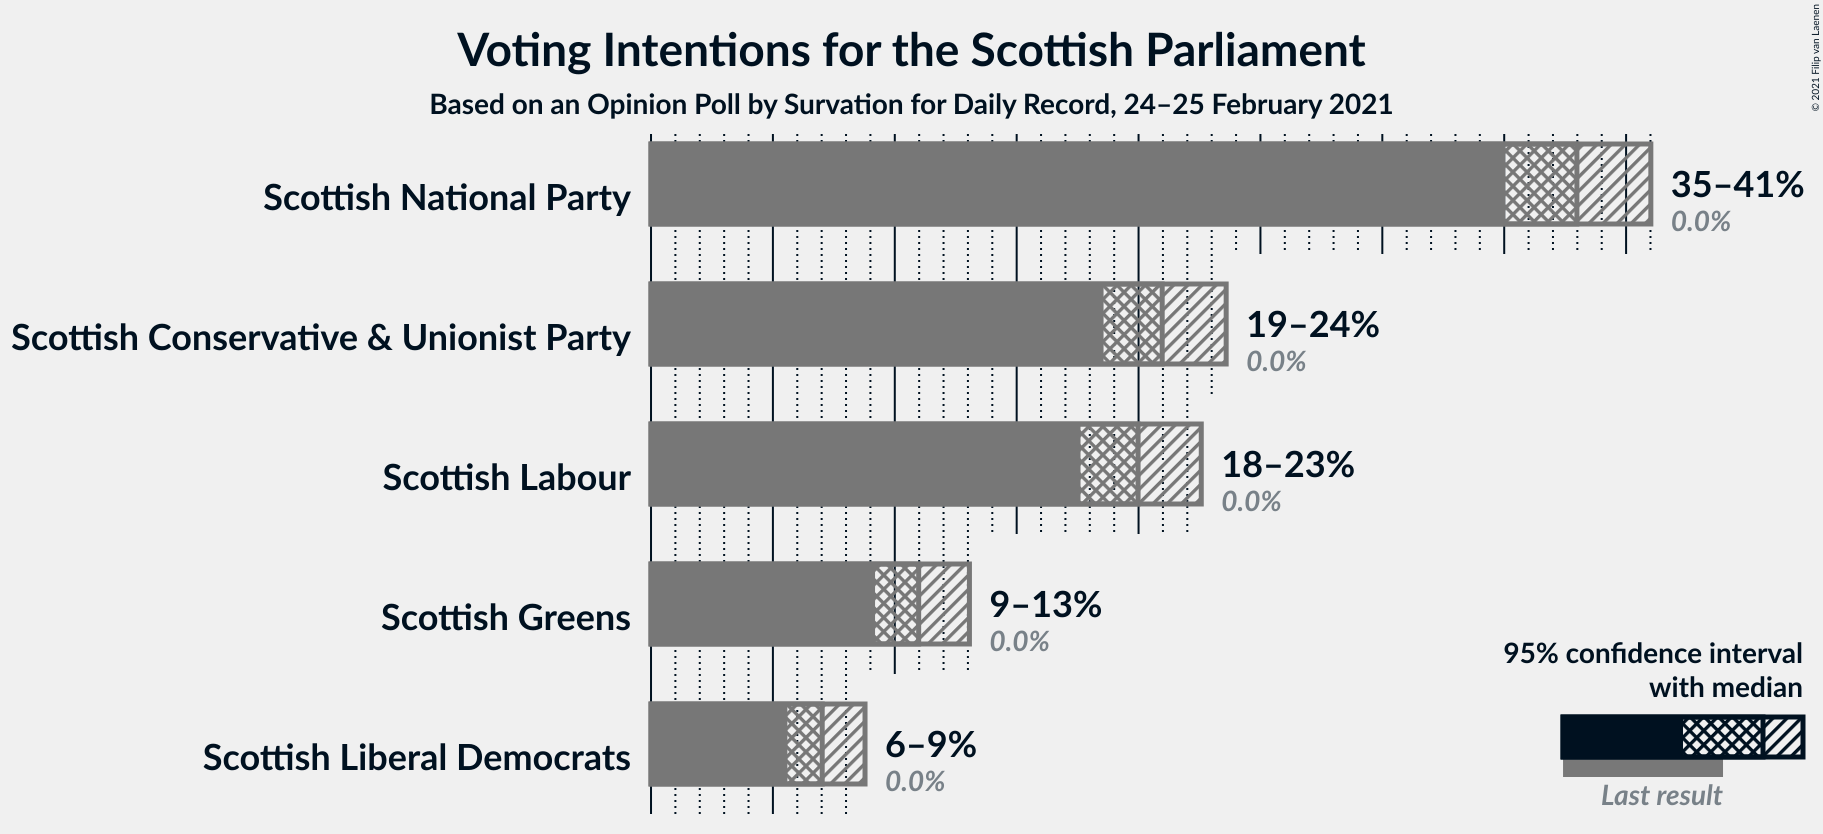 Voting Intentions for the Scottish Parliament
Based on an Opinion Poll by Survation for Daily Record, 24–25 February 2021
© 2021 Filip van Laenen
Scottish National Party
35–41%
0.0%
Scottish Conservative & Unionist Party
19–24%
0.0%
Scottish Labour
18–23%
0.0%
Scottish Greens
9–13%
0.0%
Scottish Liberal Democrats
6–9%
0.0%
95% confidence interval
with median
Last result